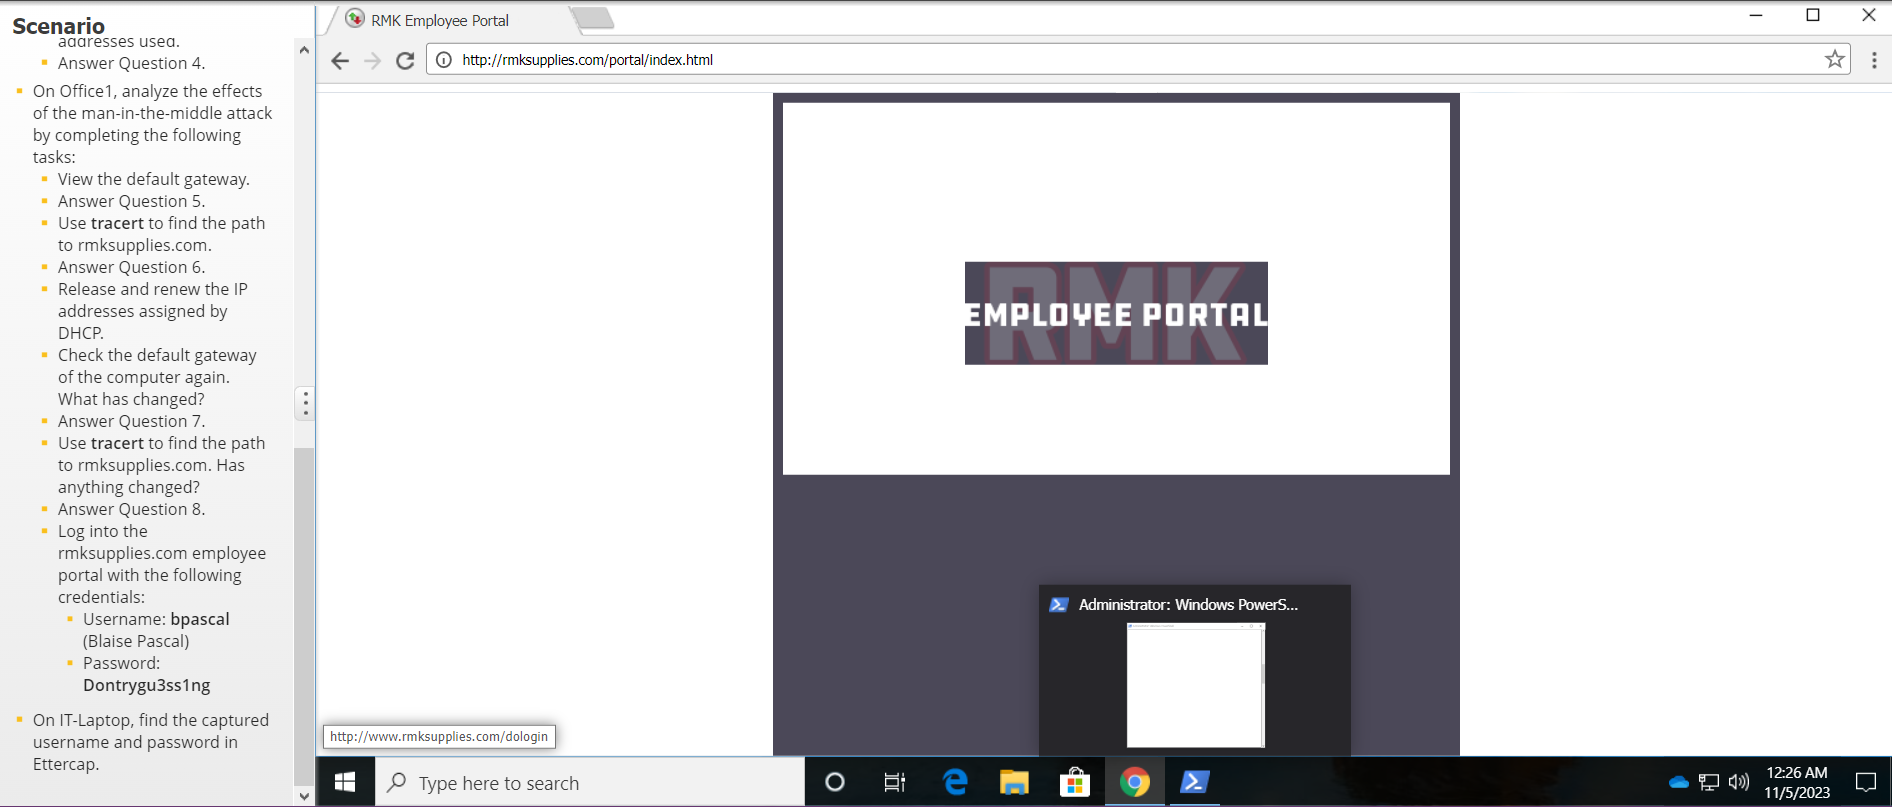 Scenario
addresses used.
Answer Question 4.
On Office1, analyze the effects
of the man-in-the-middle attack
by completing the following
tasks:
View the default gateway.
Answer Question 5.
Use tracert to find the path
to rmksupplies.com.
Answer Question 6.
Release and renew the IP
addresses assigned by
DHCP.
Check the default gateway
of the computer again.
What has changed?
Answer Question 7.
Use tracert to find the path
to rmksupplies.com. Has
anything changed?
Answer Question 8.
Log into the
rmksupplies.com employee
portal with the following
credentials:
Username: bpascal
(Blaise Pascal)
Password:
Dontrygu3ss1ng
On IT-Laptop, find the captured
username and password in
Ettercap.
RMK Employee Portal
http://rmksupplies.com/portal/index.html
RMK
EMPLOYEE PORTAL
Administrator: Windows PowerS...
http://www.rmksupplies.com/dologin
Type here to search
12:26 AM
11/5/2023